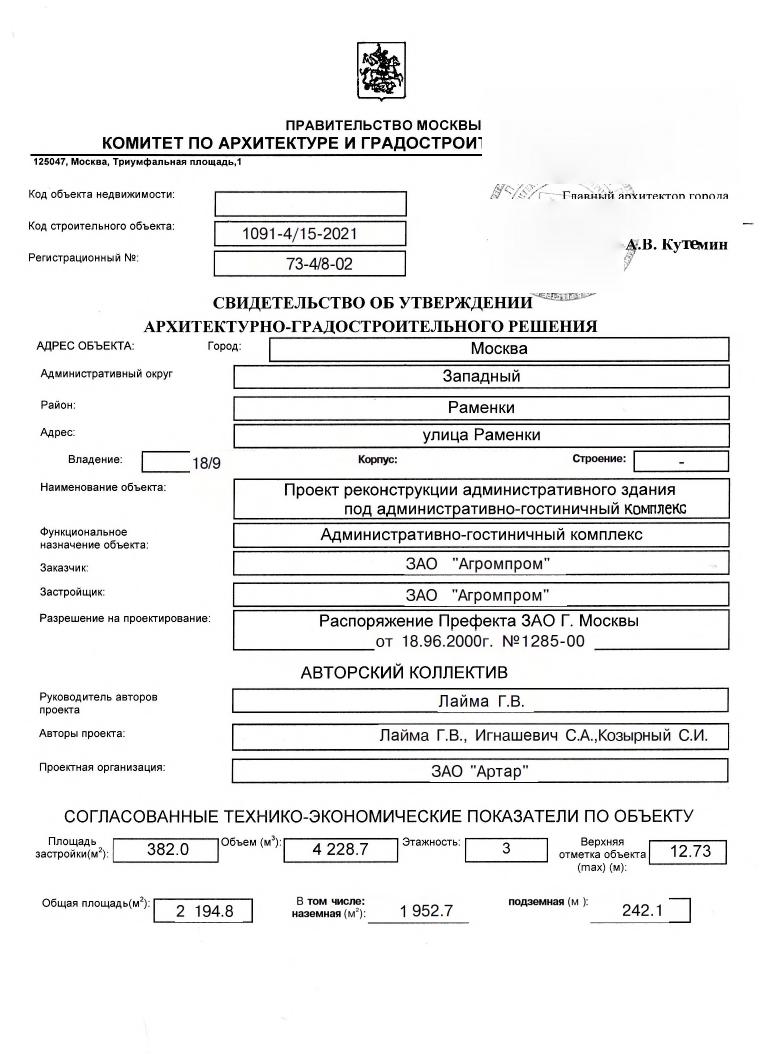 ПРАВИТЕЛЬСТВО МОСКВЫ
КОМИТЕТ ПО АРХИТЕКТУРЕ И ГРАДОСТРОИТ
125047, Москва, Триумфальная площадь,1
Код объекта недвижимости:
Главный архитектор города
Код строительного объекта: 1091-4/15-2021
А.В. Кутемин
Регистрационный №: 73-4/8-02
СВИДЕТЕЛЬСТВО ОБ УТВЕРЖДЕНИИ
АРХИТЕКТУРНО-ГРАДОСТРОИТЕЛЬНОГО РЕШЕНИЯ
АДРЕС ОБЪЕКТА: Город: Москва
Административный округ Западный
Район: Раменки
Адрес: улица Раменки
Владение: 18/9 Корпус: Строение: -
Наименование объекта: Проект реконструкции административного здания
под административно-гостиничный комплекс
Функциональное
назначение объекта: Административно-гостиничный комплекс
Заказчик: ЗАО "Агромпром"
Застройщик: ЗАО "Агромпром"
Разрешение на проектирование: Распоряжение Префекта ЗАО Г. Москвы
от 18.96.2000г. №1285-00
АВТОРСКИЙ КОЛЛЕКТИВ
Руководитель авторов
проекта Лайма Г.В.
Авторы проекта: Лайма Г.В., Игнашевич С.А.,Козырный С.И.
Проектная организация: ЗАО "Артар"
СОГЛАСОВАННЫЕ ТЕХНИКО-ЭКОНОМИЧЕСКИЕ ПОКАЗАТЕЛИ ПО ОБЪЕКТУ
Площадь
застройки(м²): 382.0 Объем (м³): 4 228.7 Этажность: 3 Верхняя
отметка объекта
(max) (м): 12.73
Общая площадь(м²): 2 194.8 В том числе:
наземная (м²): 1 952.7 подземная (м ): 242.1